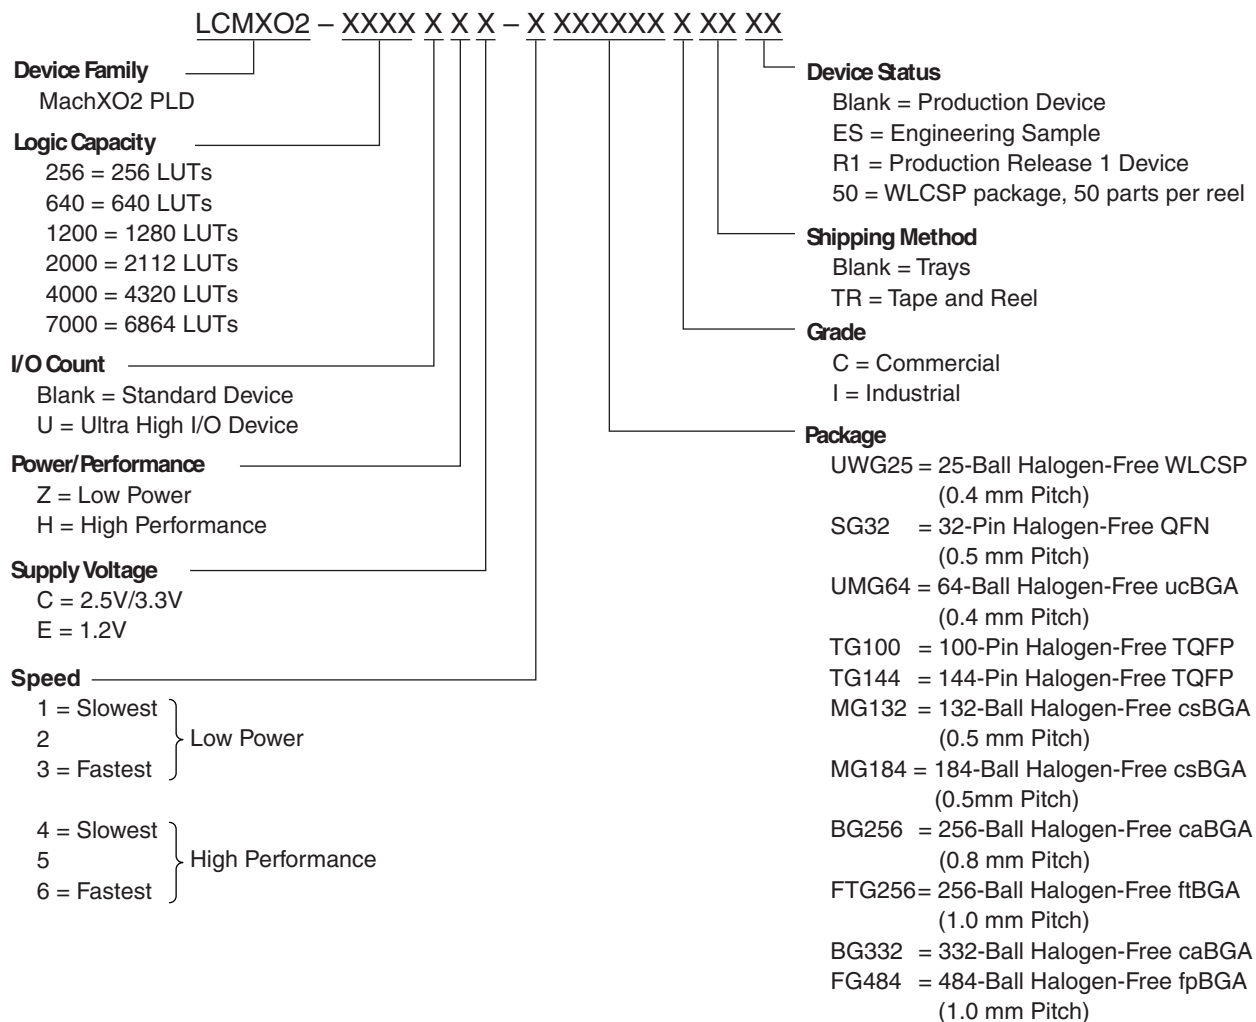 LCMXO2 – XXXX X X X – X XXXXXX X XX XX
Device Family
MachXO2 PLD
Logic Capacity
256 = 256 LUTs
640 = 640 LUTs
1200 = 1280 LUTs
2000 = 2112 LUTs
4000 = 4320 LUTs
7000 = 6864 LUTs
I/O Count
Blank = Standard Device
U = Ultra High I/O Device
Power/Performance
Z = Low Power
H = High Performance
Supply Voltage
C = 2.5V/3.3V
E = 1.2V
Speed
1 = Slowest
2
3 = Fastest
Low Power
4 = Slowest
5
6 = Fastest
High Performance
Device Status
Blank = Production Device
ES = Engineering Sample
R1 = Production Release 1 Device
50 = WLCSP package, 50 parts per reel
Shipping Method
Blank = Trays
TR = Tape and Reel
Grade
C = Commercial
I = Industrial
Package
UWG25 = 25-Ball Halogen-Free WLCSP
(0.4 mm Pitch)
SG32 = 32-Pin Halogen-Free QFN
(0.5 mm Pitch)
UMG64 = 64-Ball Halogen-Free ucBGA
(0.4 mm Pitch)
TG100 = 100-Pin Halogen-Free TQFP
TG144 = 144-Pin Halogen-Free TQFP
MG132 = 132-Ball Halogen-Free csBGA
(0.5 mm Pitch)
MG184 = 184-Ball Halogen-Free csBGA
(0.5mm Pitch)
BG256 = 256-Ball Halogen-Free caBGA
(0.8 mm Pitch)
FTG256= 256-Ball Halogen-Free ftBGA
(1.0 mm Pitch)
BG332 = 332-Ball Halogen-Free caBGA
FG484 = 484-Ball Halogen-Free fpBGA
(1.0 mm Pitch)